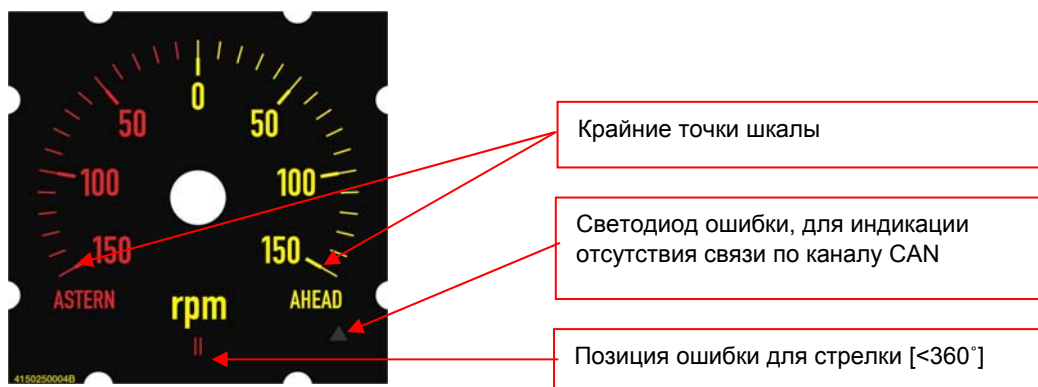 0
50
50
100
100
150
150
ASTERN
rpm
AHEAD
4150250004B
Крайние точки шкалы
Светодиод ошибки, для индикации
отсутствия связи по каналу CAN
Позиция ошибки для стрелки [<360˚]